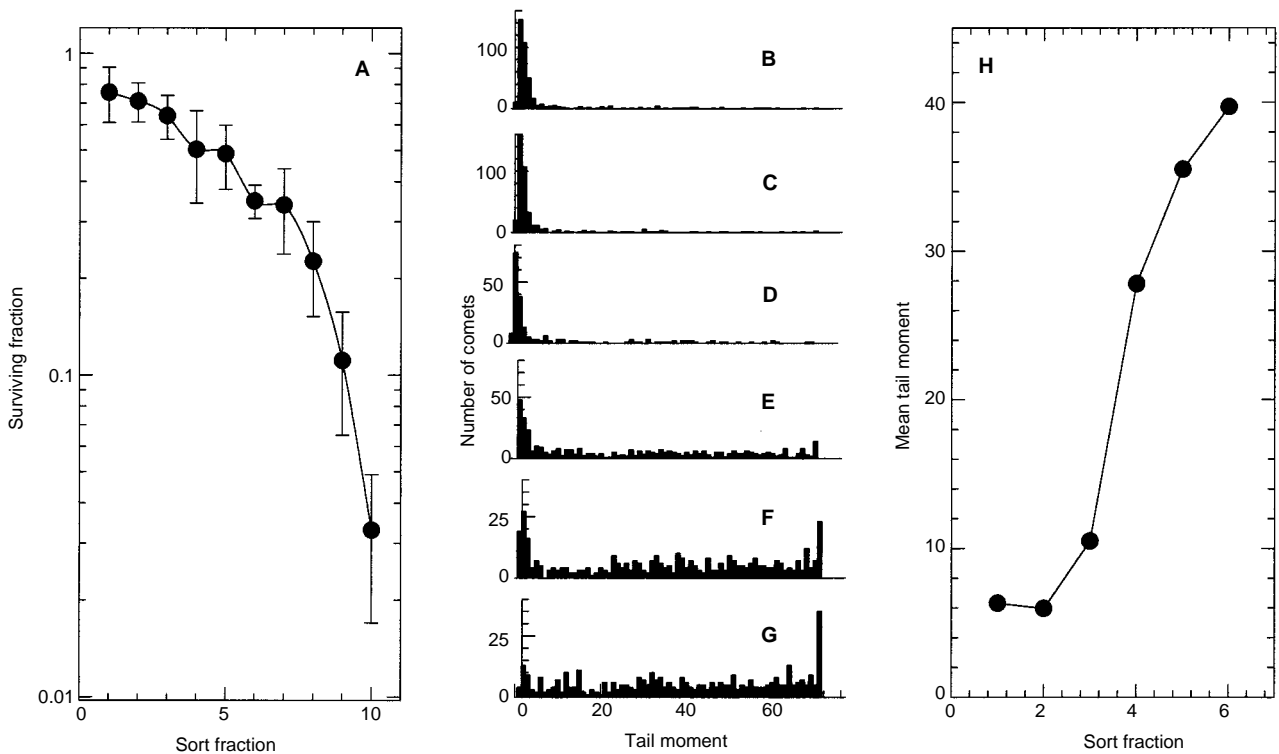 A
1
0.1
0.01
0
5
10
Surviving fraction
Sort fraction
B
100
0
C
100
0
D
50
0
E
50
0
F
25
0
G
25
0
0
20
40
60
Number of comets
Tail moment
H
40
30
20
10
0
0
2
4
6
Mean tail moment
Sort fraction